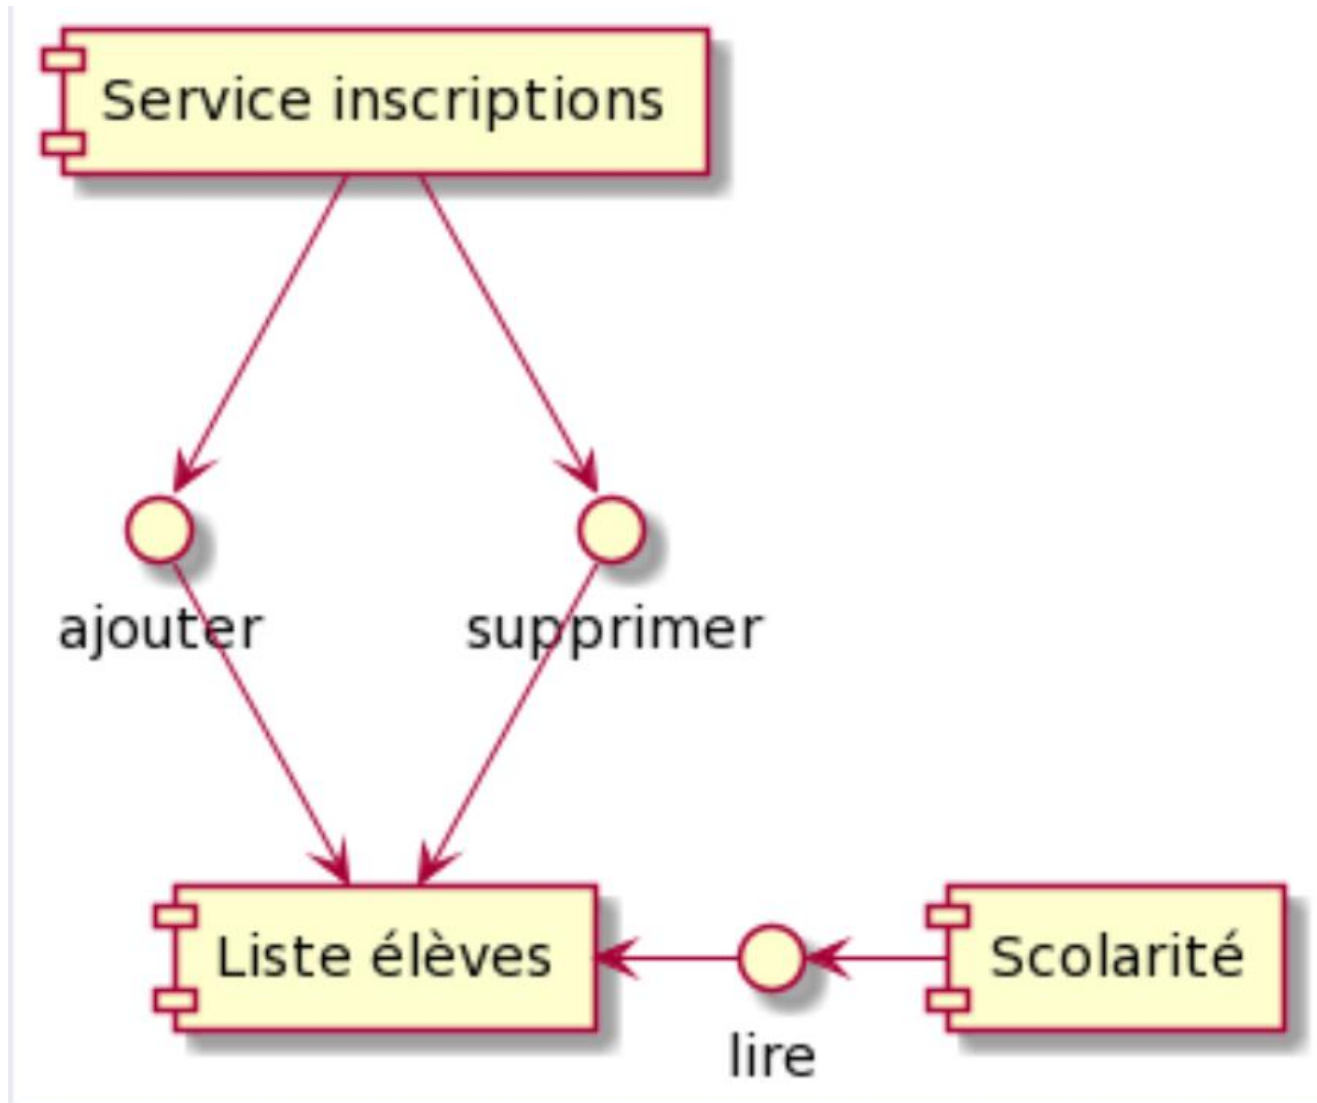 Service inscriptions
ajouter
supprimer
Liste élèves
Scolarité
lire